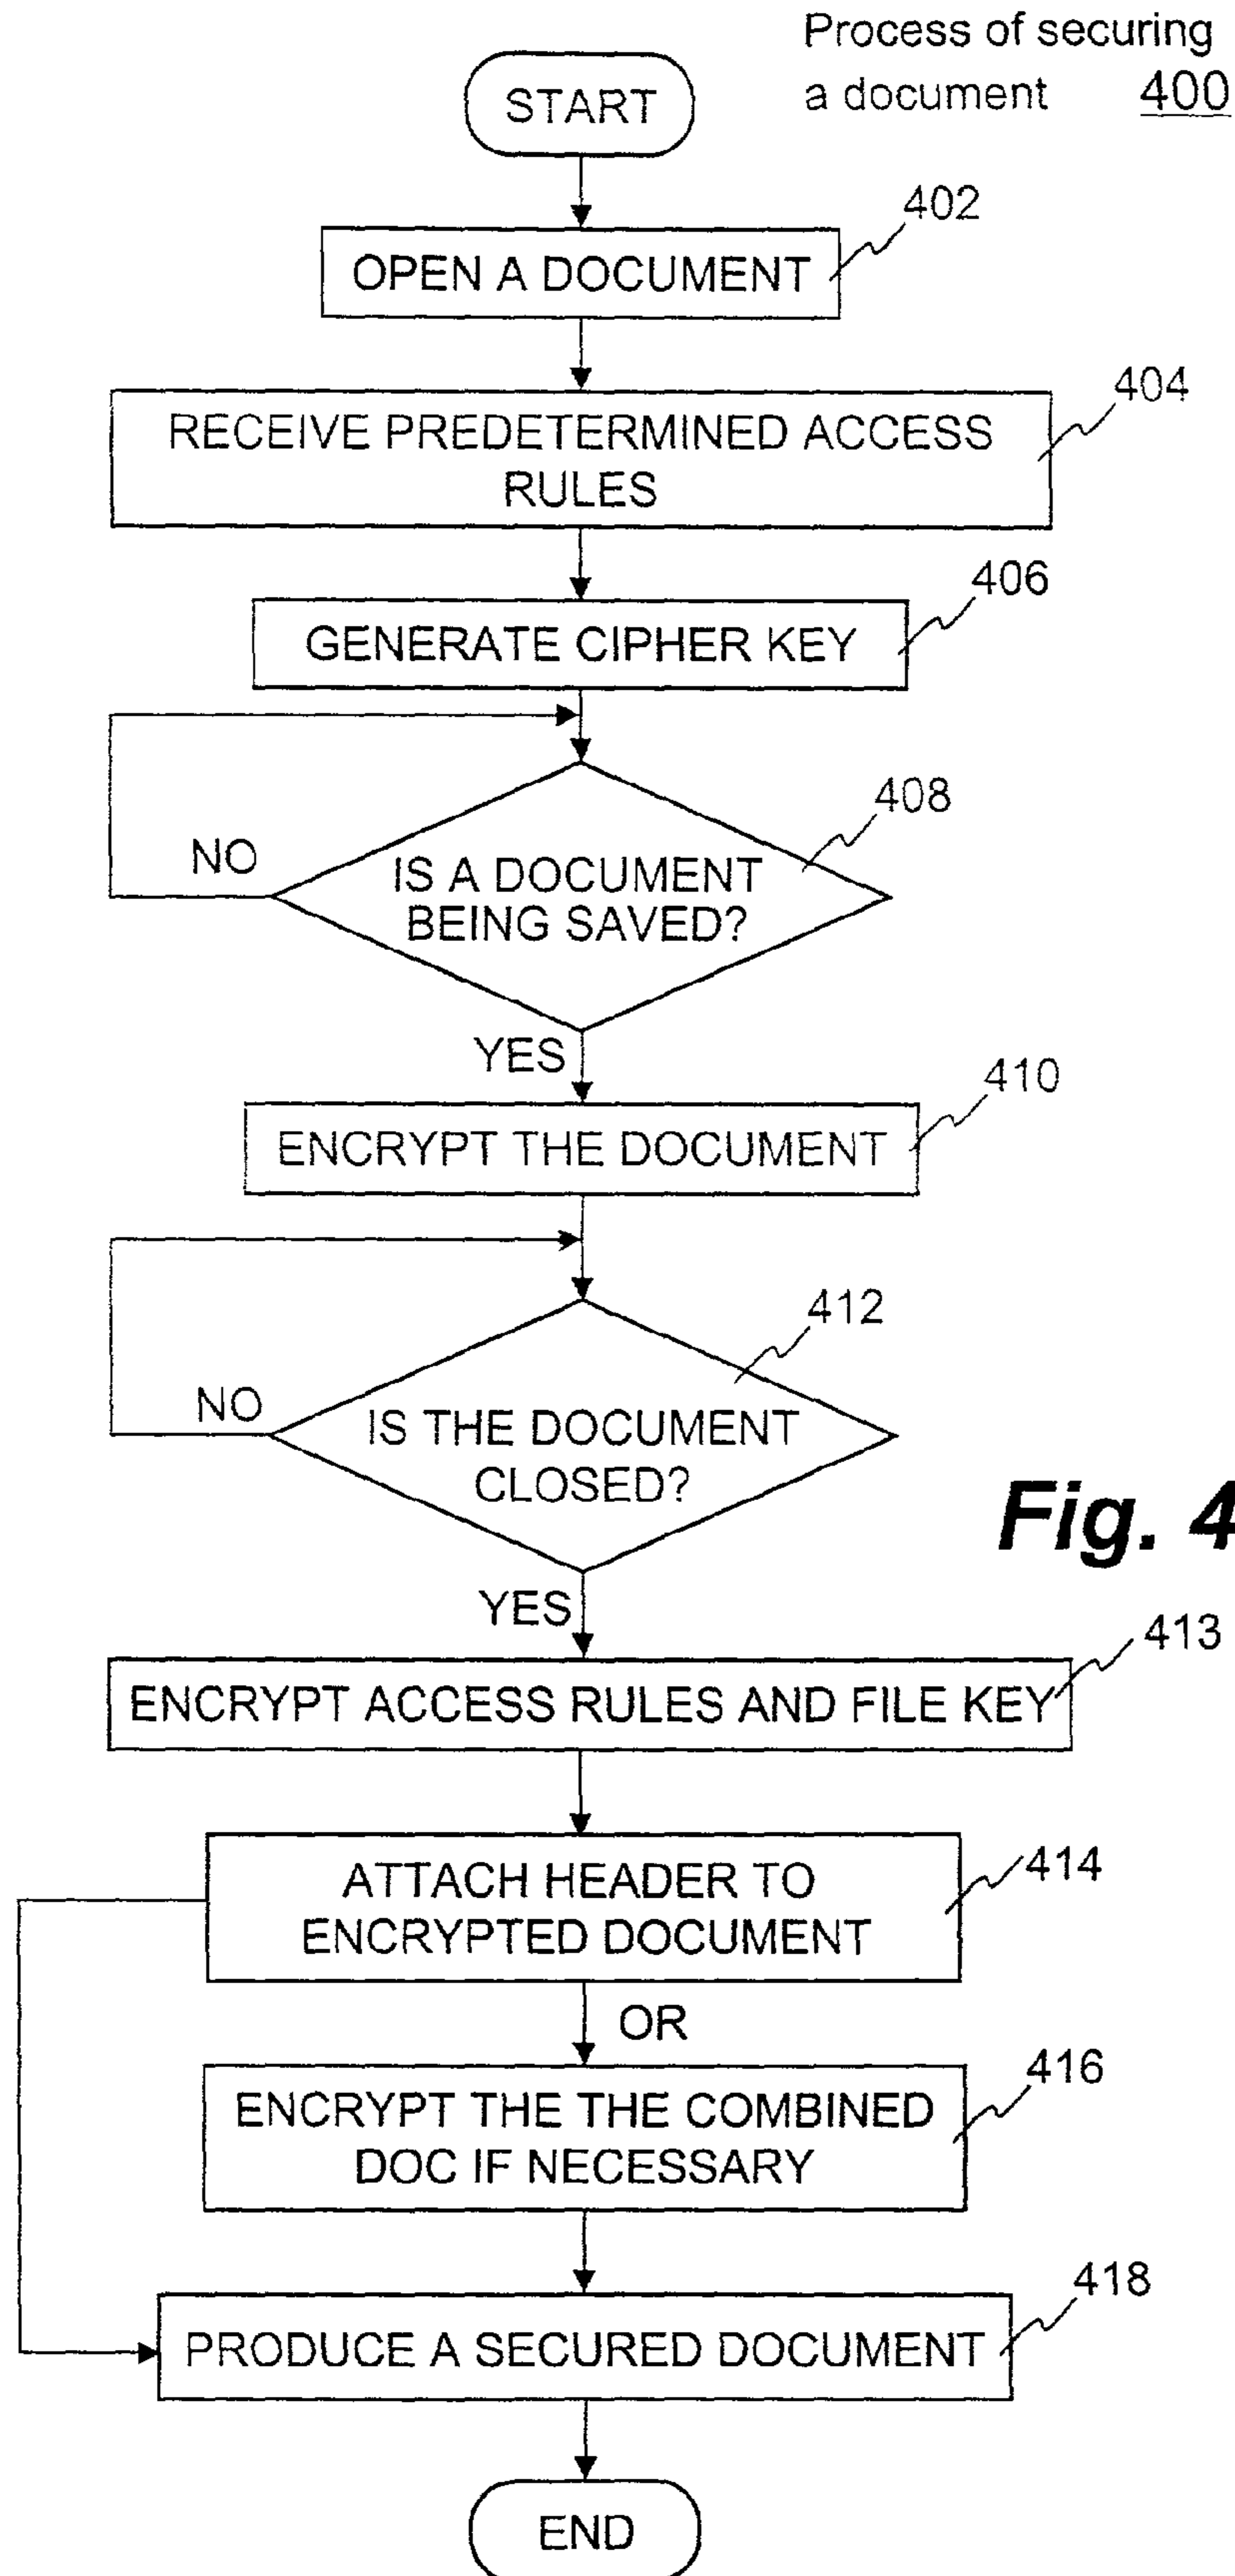 Process of securing
a document 400
START
402
OPEN A DOCUMENT
404
RECEIVE PREDETERMINED ACCESS
RULES
406
GENERATE CIPHER KEY
408
NO
IS A DOCUMENT
BEING SAVED?
YES
410
ENCRYPT THE DOCUMENT
412
NO
IS THE DOCUMENT
CLOSED?
Fig. 4
YES
413
ENCRYPT ACCESS RULES AND FILE KEY
414
ATTACH HEADER TO
ENCRYPTED DOCUMENT
OR
416
ENCRYPT THE THE COMBINED
DOC IF NECESSARY
418
PRODUCE A SECURED DOCUMENT
END